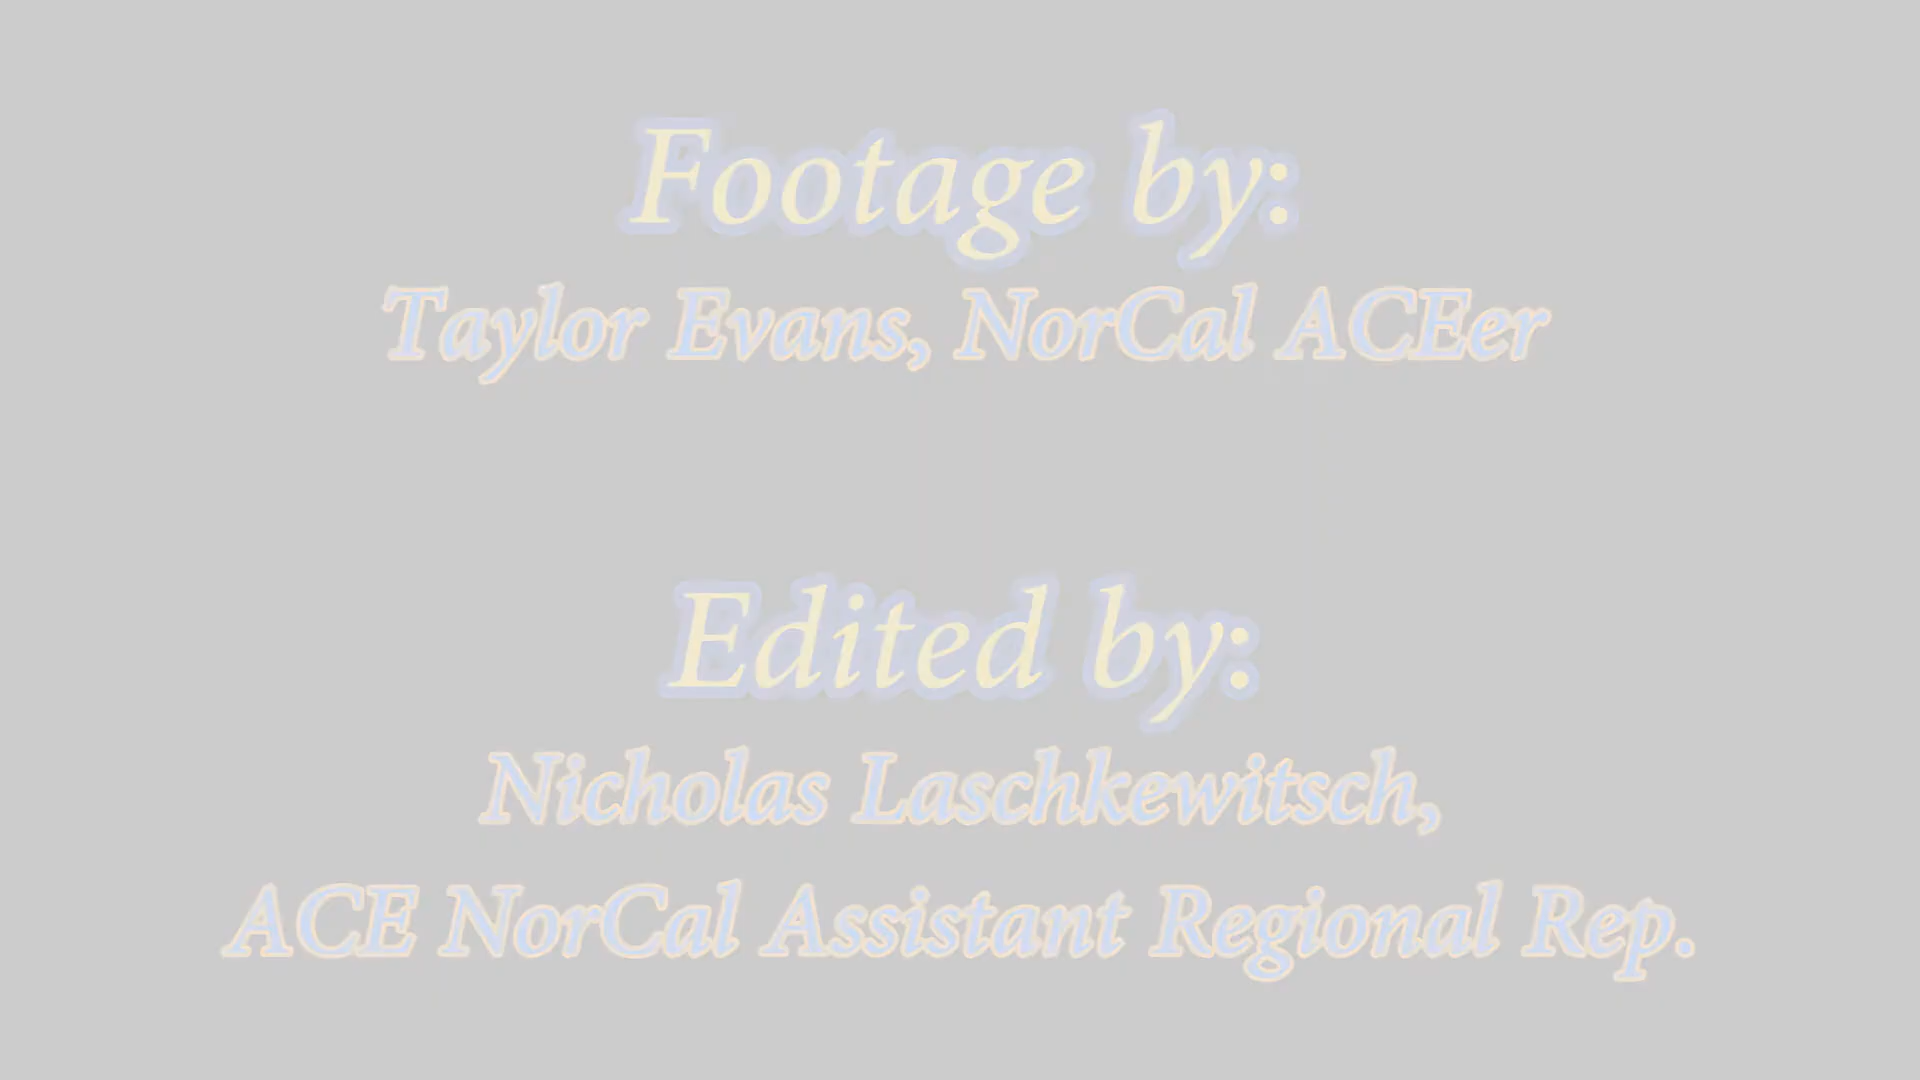 Footage by:
Taylor Evans, NorCal ACEer
Edited by:
Nicholas Laschkewitsch,
ACE NorCal Assistant Regional Rep.